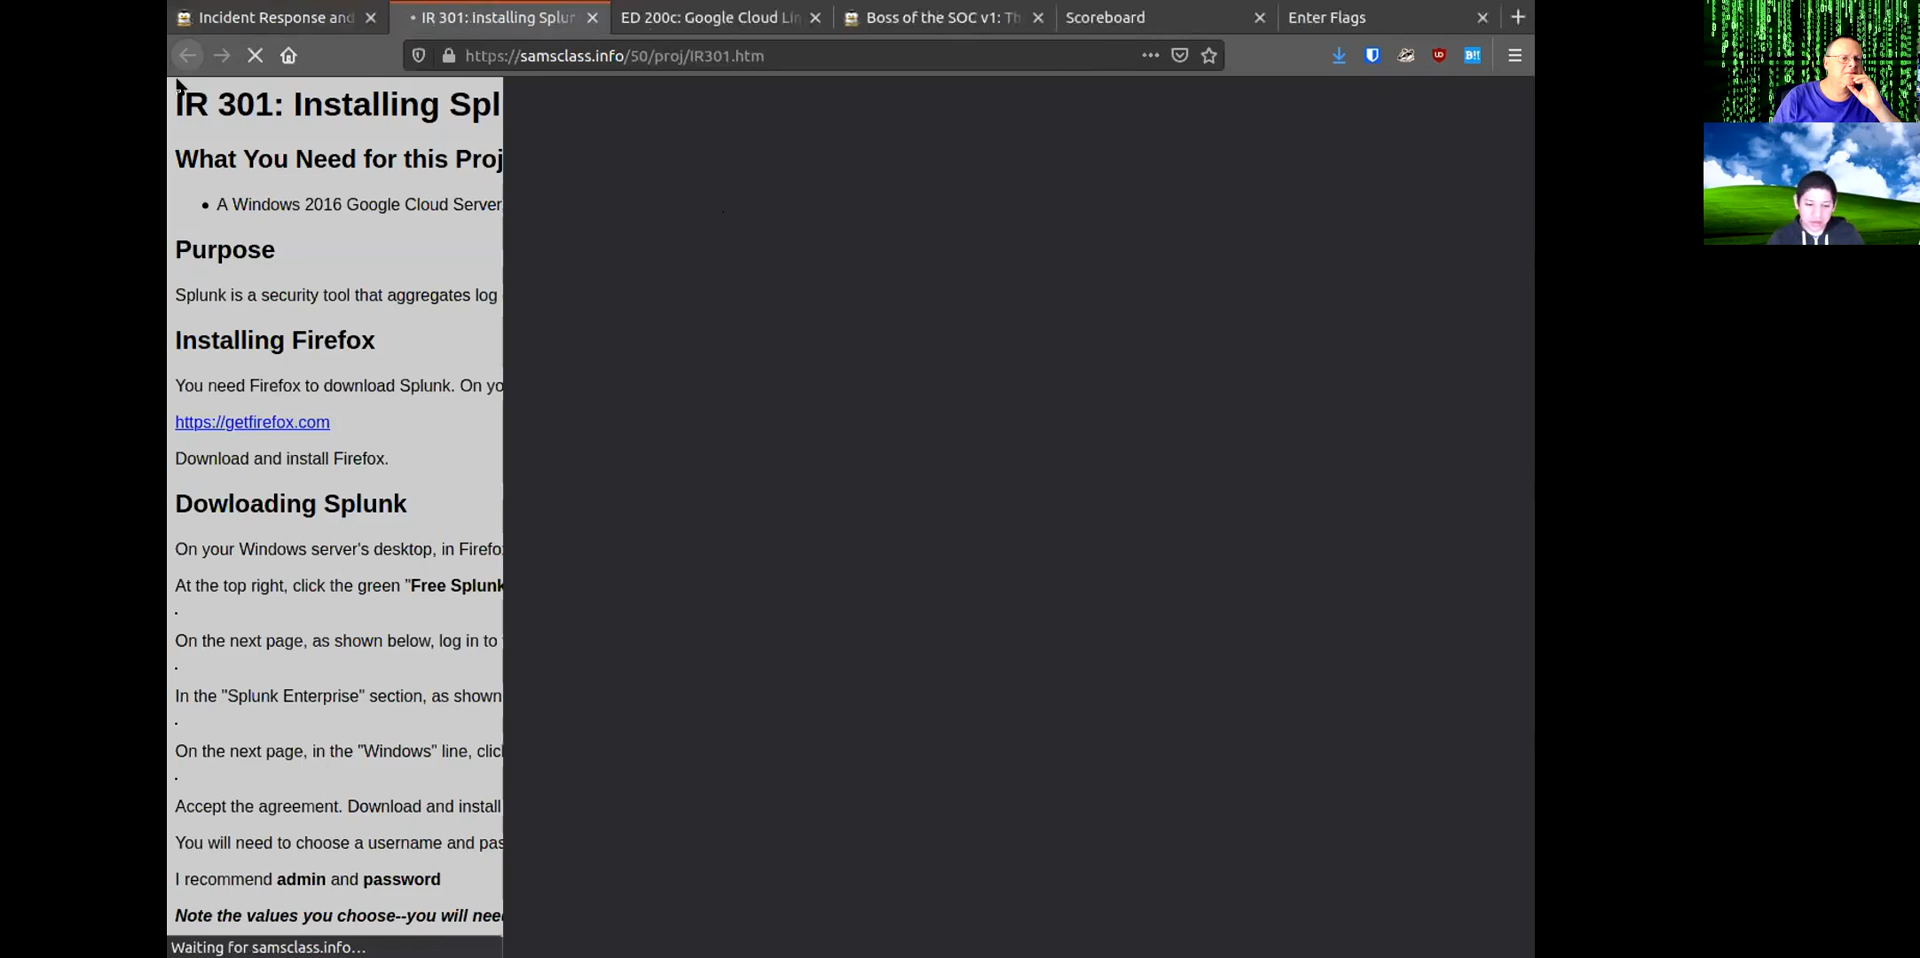 Incident Response and
IR 301: Installing Splun
ED 200c: Google Cloud Lin
Boss of the SOC v1: Th
Scoreboard
Enter Flags
https://samsclass.info/50/proj/IR301.htm
IR 301: Installing Spl
What You Need for this Proj
• A Windows 2016 Google Cloud Server,
Purpose
Splunk is a security tool that aggregates log
Installing Firefox
You need Firefox to download Splunk. On yo
https://getfirefox.com
Download and install Firefox.
Dowloading Splunk
On your Windows server's desktop, in Firefo
At the top right, click the green "Free Splunk
.
On the next page, as shown below, log in to
.
In the "Splunk Enterprise" section, as shown
.
On the next page, in the "Windows" line, clic
.
Accept the agreement. Download and install
You will need to choose a username and pas
I recommend admin and password
Note the values you choose--you will need
Waiting for samsclass.info…